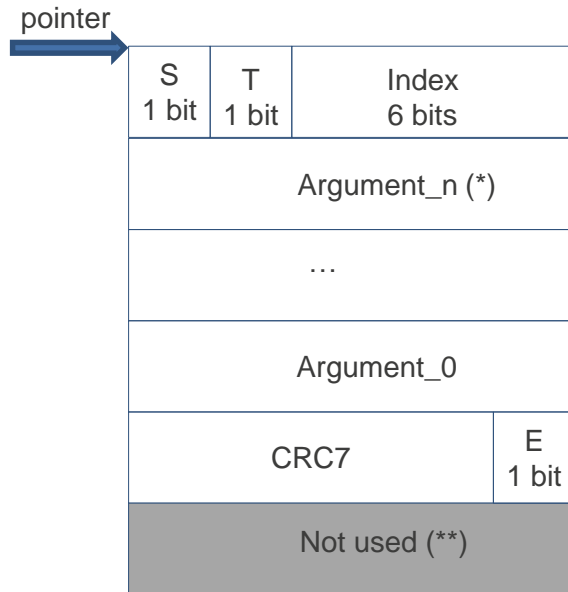 pointer
S
1 bit
T
1 bit
Index
6 bits
Argument_n (*)
...
Argument_0
CRC7
E
1 bit
Not used (**)